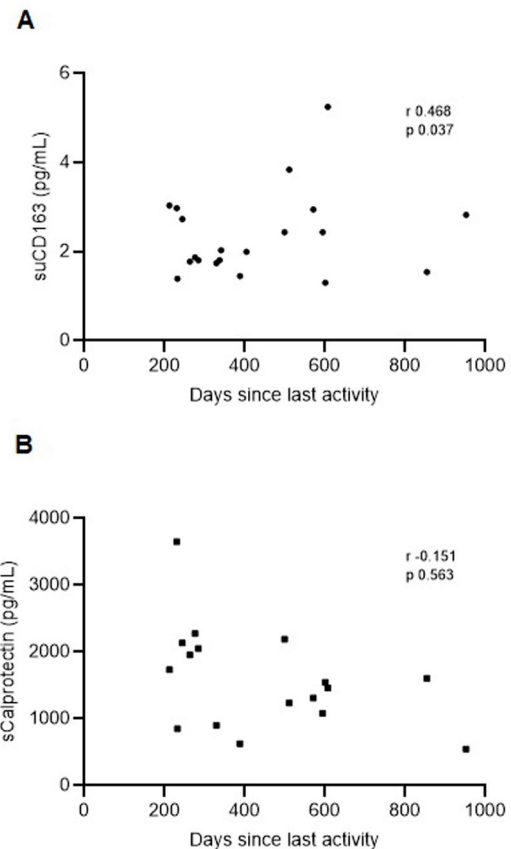 A
6
4
2
0
suCD163 (pg/mL)
r 0.468
p 0.037
0 200 400 600 800 1000
Days since last activity
B
4000
3000
2000
1000
0
sCalprotectin (pg/mL)
r -0.151
p 0.563
0 200 400 600 800 1000
Days since last activity